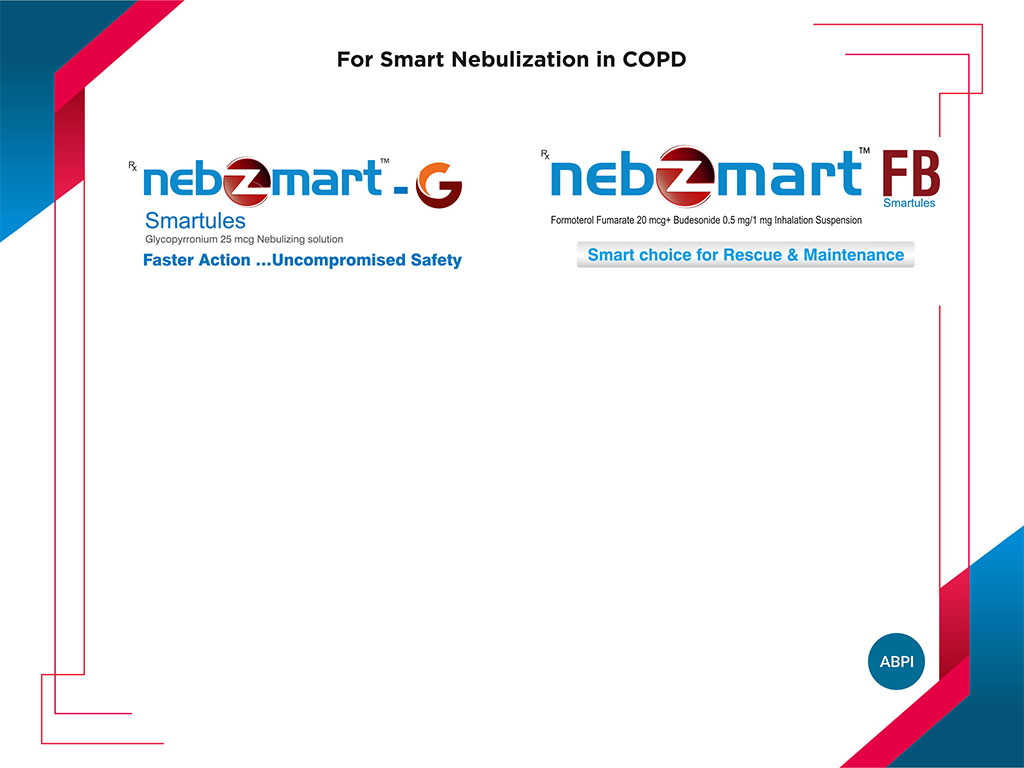 For Smart Nebulization in COPD
Rx nebzmart™ - G
Smartules
Glycopyrronium 25 mcg Nebulizing solution
Faster Action ...Uncompromised Safety
Rx nebzmart™ FB
Smartules
Formoterol Fumarate 20 mcg+ Budesonide 0.5 mg/1 mg Inhalation Suspension
Smart choice for Rescue & Maintenance
ABPI